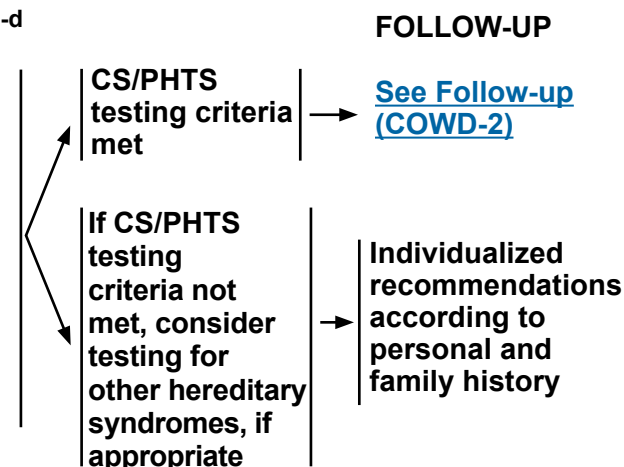 -d
FOLLOW-UP
CS/PHTS
testing criteria
met
See Follow-up
(COWD-2)
If CS/PHTS
testing
criteria not
met, consider
testing for
other hereditary
syndromes, if
appropriate
Individualized
recommendations
according to
personal and
family history